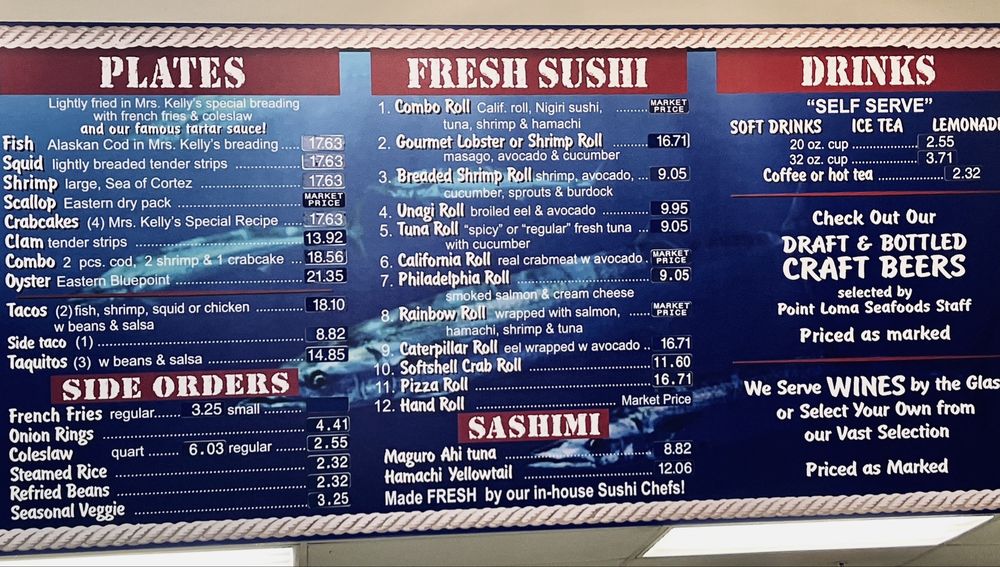 PLATES
Lightly fried in Mrs. Kelly's special breading
with french fries & coleslaw
and our famous tartar sauce!
Fish Alaskan Cod in Mrs. Kelly's breading .... 17.63
Squid lightly breaded tender strips ........ 17.63
Shrimp large, Sea of Cortez ........ 17.63
Scallop Eastern dry pack MARKET PRICE
Crabcakes (4) Mrs. Kelly's Special Recipe .... 17.63
Clam tender strips ........ 13.92
Combo 2 pcs. cod, 2 shrimp & 1 crabcake ... 18.56
Oyster Eastern Bluepoint ........ 21.35
Tacos (2) fish, shrimp, squid or chicken ........ 18.10
w beans & salsa
Side taco (1) ........ 8.82
Taquitos (3) w beans & salsa ........ 14.85
SIDE ORDERS
French Fries regular...... 3.25 small ........
Onion Rings ........ 4.41
Coleslaw quart ...... 6.03 regular ........ 2.55
Steamed Rice ........ 2.32
Refried Beans ........ 2.32
Seasonal Veggie ........ 3.25
FRESH SUSHI
1. Combo Roll Calif. roll, Nigiri sushi, ........ MARKET PRICE
tuna, shrimp & hamachi
2. Gourmet Lobster or Shrimp Roll ........ 16.71
masago, avocado & cucumber
3. Breaded Shrimp Roll shrimp, avocado, ... 9.05
cucumber, sprouts & burdock
4. Unagi Roll broiled eel & avocado ........ 9.95
5. Tuna Roll "spicy" or "regular" fresh tuna ... 9.05
with cucumber
6. California Roll real crabmeat w avocado . MARKET PRICE
7. Philadelphia Roll ........ 9.05
smoked salmon & cream cheese
8. Rainbow Roll wrapped with salmon, ........ MARKET PRICE
hamachi, shrimp & tuna
9. Caterpillar Roll eel wrapped w avocado .. 16.71
10. Softshell Crab Roll ........ 11.60
11. Pizza Roll ........ 16.71
12. Hand Roll ........ Market Price
SASHIMI
Maguro Ahi tuna ........ 8.82
Hamachi Yellowtail ........ 12.06
Made FRESH by our in-house Sushi Chefs!
DRINKS
"SELF SERVE"
SOFT DRINKS ICE TEA LEMONAD
20 oz. cup ........ 2.55
32 oz. cup ........ 3.71
Coffee or hot tea ........ 2.32
Check Out Our
DRAFT & BOTTLED
CRAFT BEERS
selected by
Point Loma Seafoods Staff
Priced as marked
We Serve WINES by the Glas
or Select Your Own from
our Vast Selection
Priced as Marked